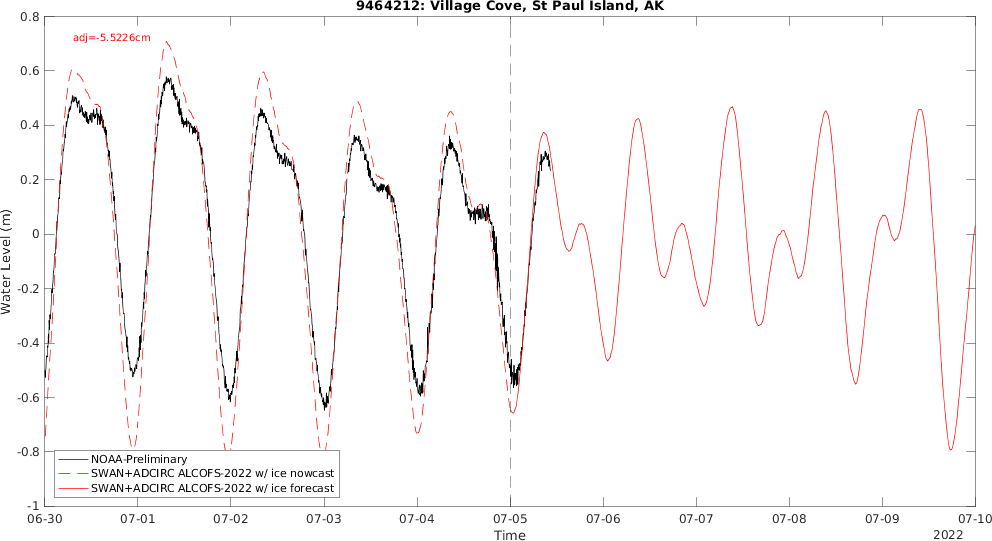 9464212: Village Cove, St Paul Island, AK
adj=-5.5226cm
0.8
0.6
0.4
0.2
0
-0.2
-0.4
-0.6
-0.8
-1
Water Level (m)
NOAA-Preliminary
SWAN+ADCIRC ALCOFS-2022 w/ ice nowcast
SWAN+ADCIRC ALCOFS-2022 w/ ice forecast
06-30 07-01 07-02 07-03 07-04 07-05 07-06 07-07 07-08 07-09 07-10
Time
2022